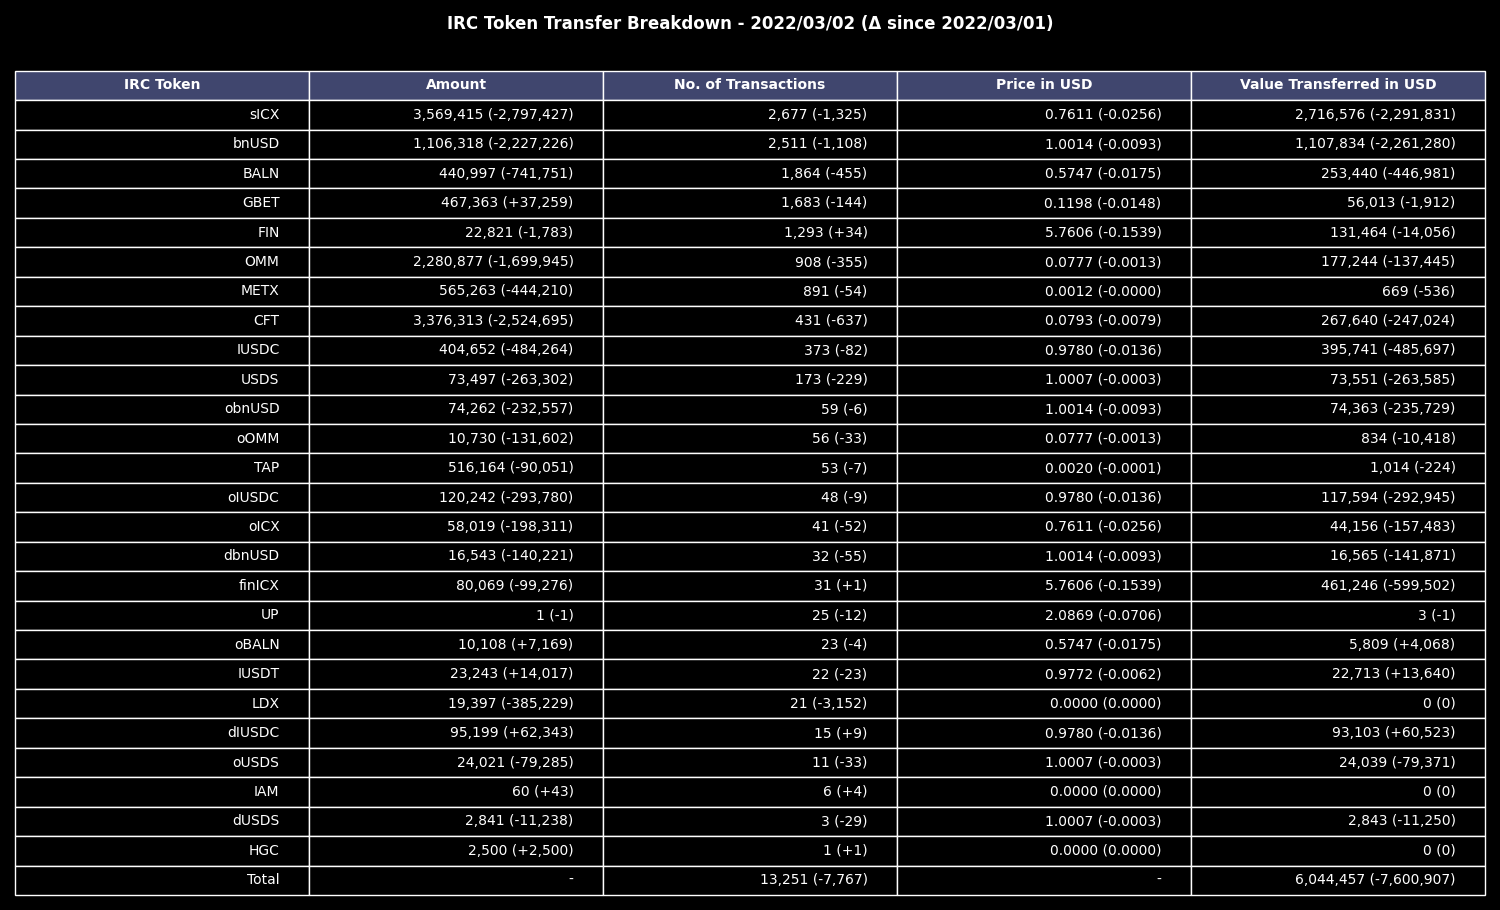 IRC Token Transfer Breakdown - 2022/03/02 (Δ since 2022/03/01)
IRC Token Amount No. of Transactions Price in USD Value Transferred in USD
sICX 3,569,415 (-2,797,427) 2,677 (-1,325) 0.7611 (-0.0256) 2,716,576 (-2,291,831)
bnUSD 1,106,318 (-2,227,226) 2,511 (-1,108) 1.0014 (-0.0093) 1,107,834 (-2,261,280)
BALN 440,997 (-741,751) 1,864 (-455) 0.5747 (-0.0175) 253,440 (-446,981)
GBET 467,363 (+37,259) 1,683 (-144) 0.1198 (-0.0148) 56,013 (-1,912)
FIN 22,821 (-1,783) 1,293 (+34) 5.7606 (-0.1539) 131,464 (-14,056)
OMM 2,280,877 (-1,699,945) 908 (-355) 0.0777 (-0.0013) 177,244 (-137,445)
METX 565,263 (-444,210) 891 (-54) 0.0012 (-0.0000) 669 (-536)
CFT 3,376,313 (-2,524,695) 431 (-637) 0.0793 (-0.0079) 267,640 (-247,024)
IUSDC 404,652 (-484,264) 373 (-82) 0.9780 (-0.0136) 395,741 (-485,697)
USDS 73,497 (-263,302) 173 (-229) 1.0007 (-0.0003) 73,551 (-263,585)
obnUSD 74,262 (-232,557) 59 (-6) 1.0014 (-0.0093) 74,363 (-235,729)
oOMM 10,730 (-131,602) 56 (-33) 0.0777 (-0.0013) 834 (-10,418)
TAP 516,164 (-90,051) 53 (-7) 0.0020 (-0.0001) 1,014 (-224)
oIUSDC 120,242 (-293,780) 48 (-9) 0.9780 (-0.0136) 117,594 (-292,945)
oICX 58,019 (-198,311) 41 (-52) 0.7611 (-0.0256) 44,156 (-157,483)
dbnUSD 16,543 (-140,221) 32 (-55) 1.0014 (-0.0093) 16,565 (-141,871)
finICX 80,069 (-99,276) 31 (+1) 5.7606 (-0.1539) 461,246 (-599,502)
UP 1 (-1) 25 (-12) 2.0869 (-0.0706) 3 (-1)
oBALN 10,108 (+7,169) 23 (-4) 0.5747 (-0.0175) 5,809 (+4,068)
IUSDT 23,243 (+14,017) 22 (-23) 0.9772 (-0.0062) 22,713 (+13,640)
LDX 19,397 (-385,229) 21 (-3,152) 0.0000 (0.0000) 0 (0)
dIUSDC 95,199 (+62,343) 15 (+9) 0.9780 (-0.0136) 93,103 (+60,523)
oUSDS 24,021 (-79,285) 11 (-33) 1.0007 (-0.0003) 24,039 (-79,371)
IAM 60 (+43) 6 (+4) 0.0000 (0.0000) 0 (0)
dUSDS 2,841 (-11,238) 3 (-29) 1.0007 (-0.0003) 2,843 (-11,250)
HGC 2,500 (+2,500) 1 (+1) 0.0000 (0.0000) 0 (0)
Total - 13,251 (-7,767) - 6,044,457 (-7,600,907)